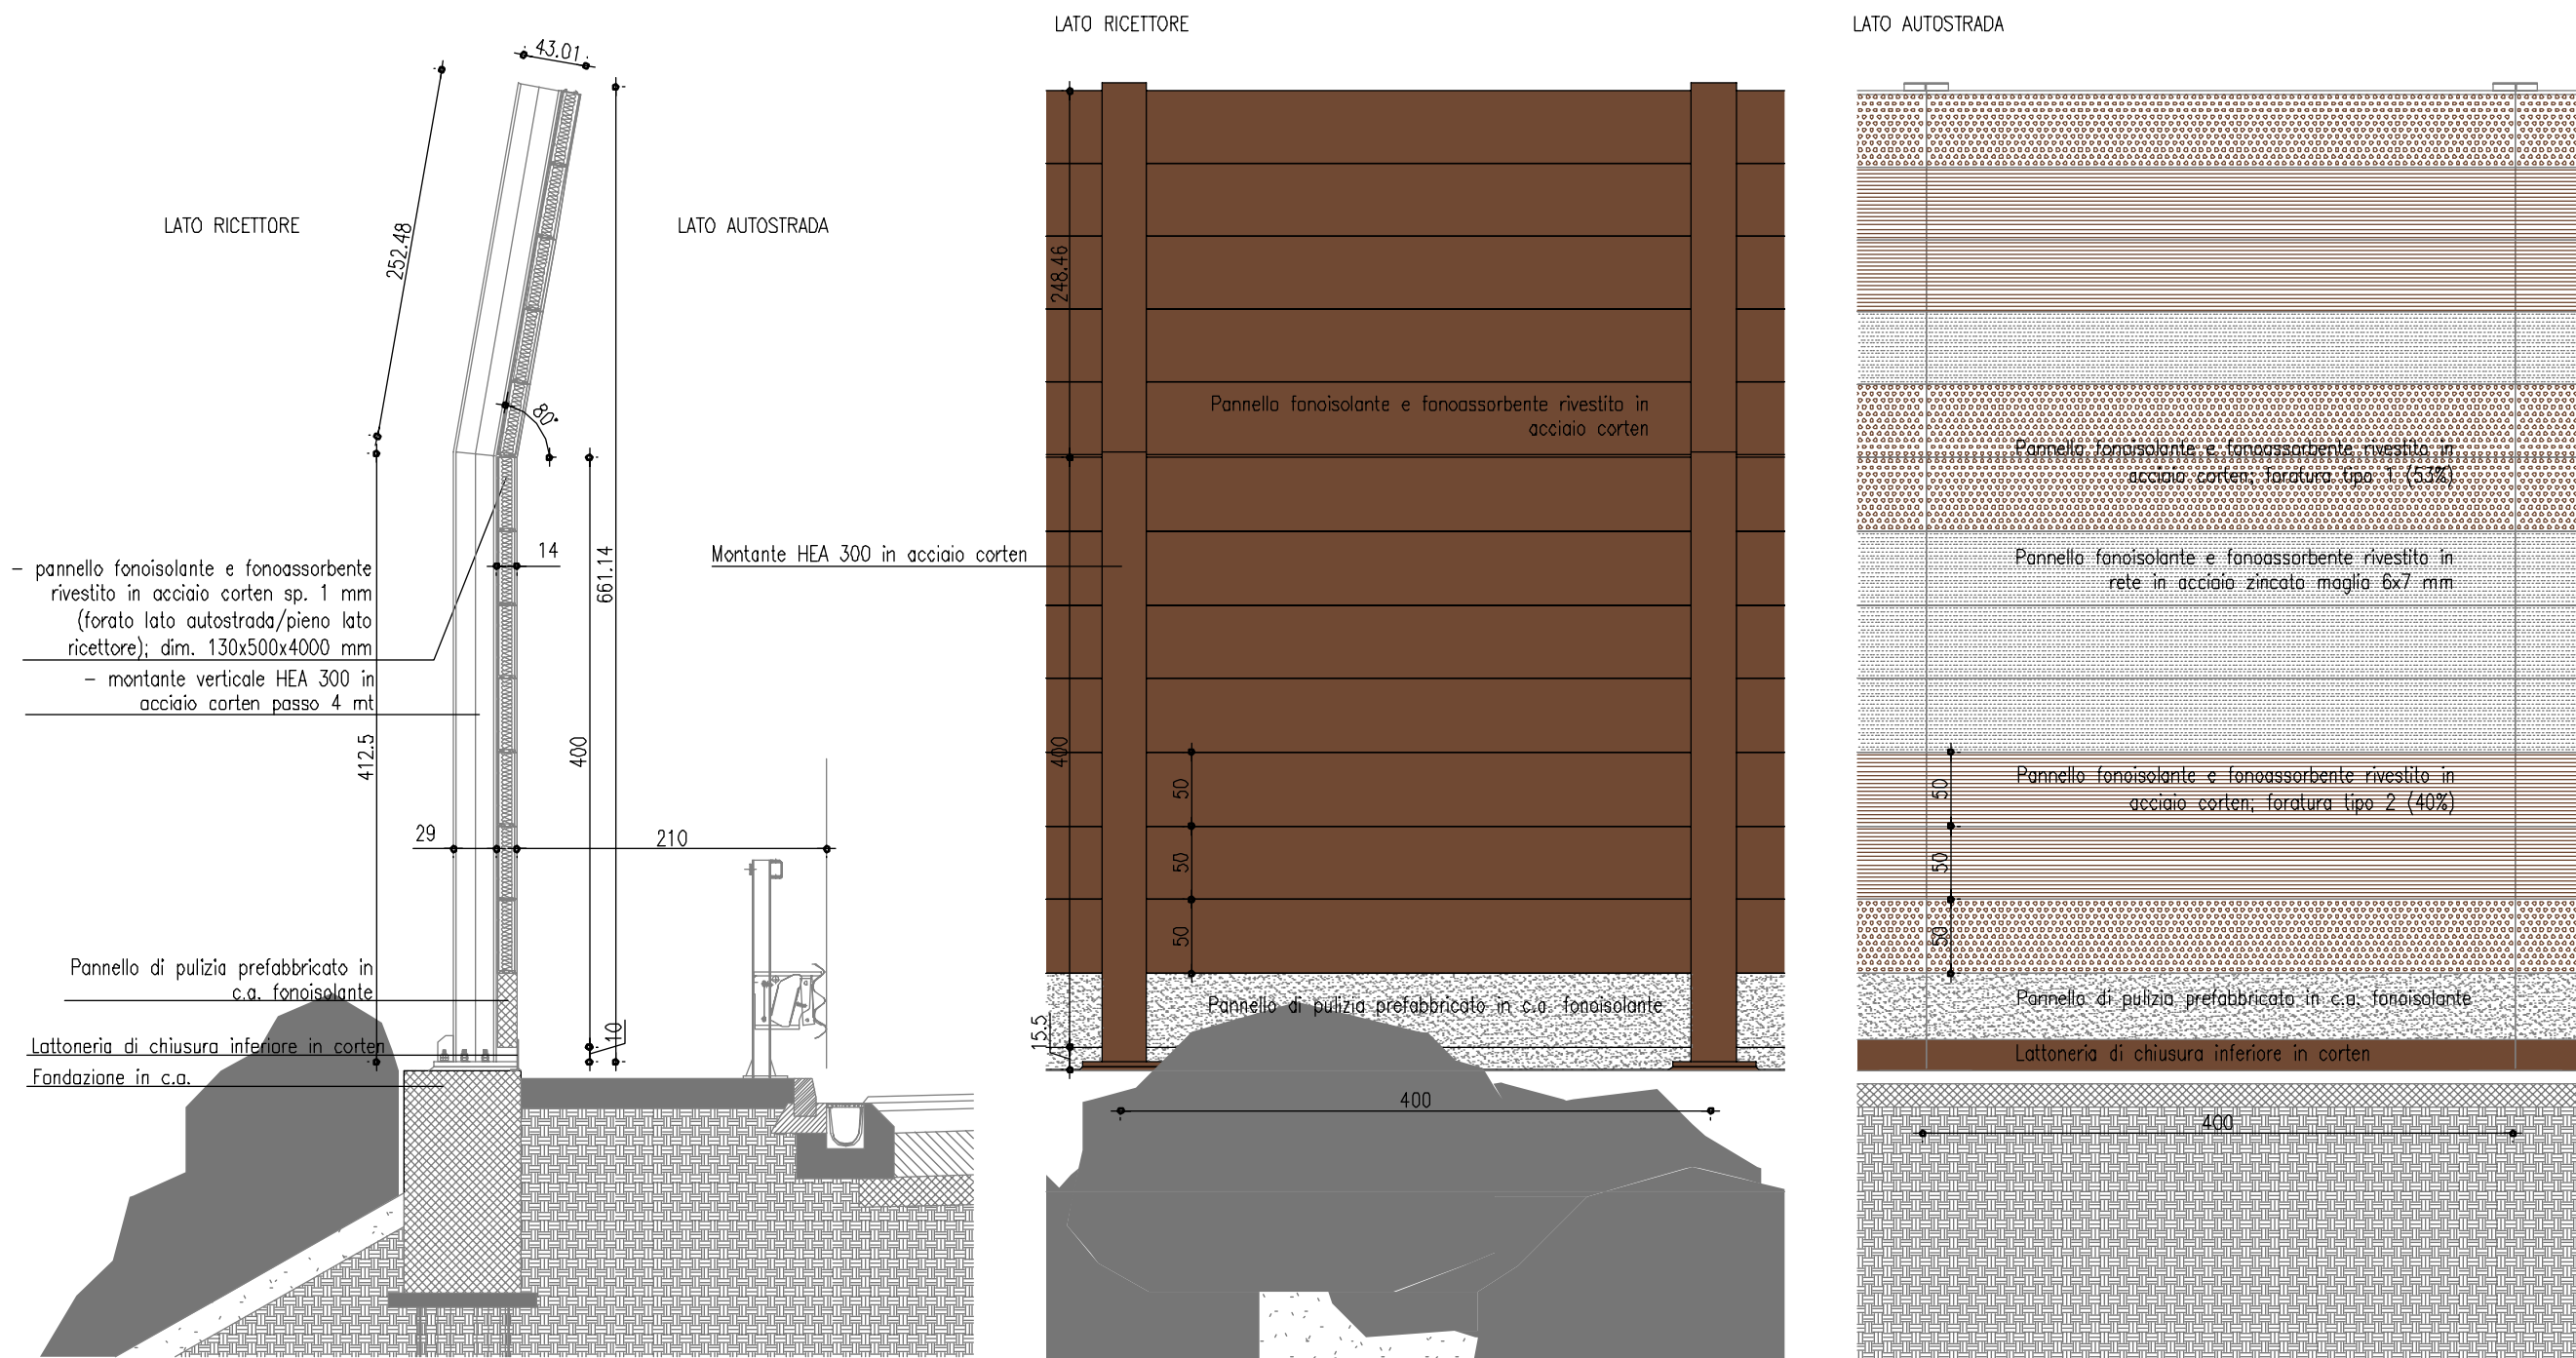 LATO RICETTORE
LATO AUTOSTRADA
43.01
252.48
LATO RICETTORE
LATO AUTOSTRADA
80°
14
661.14
400
412.5
- pannello fonoisolante e fonoassorbente
rivestito in acciaio corten sp. 1 mm
(forato lato autostrada/pieno lato
ricettore); dim. 130x500x4000 mm
- montante verticale HEA 300 in
acciaio corten passo 4 mt
29
210
Pannello di pulizia prefabbricato in
c.a. fonoisolante
10
Lattoneria di chiusura inferiore in corten
Fondazione in c.a.
248.46
Pannello fonoisolante e fonoassorbente rivestito in
acciaio corten
Montante HEA 300 in acciaio corten
400
50
50
50
Pannello di pulizia prefabbricato in c.a. fonoisolante
15.5
400
Pannello fonoisolante e fonoassorbente rivestito in
acciaio corten; foratura tipo 1 (53%)
Pannello fonoisolante e fonoassorbente rivestito in
rete in acciaio zincato maglia 6x7 mm
Pannello fonoisolante e fonoassorbente rivestito in
acciaio corten; foratura tipo 2 (40%)
50
50
50
Pannello di pulizia prefabbricato in c.a. fonoisolante
Lattoneria di chiusura inferiore in corten
400